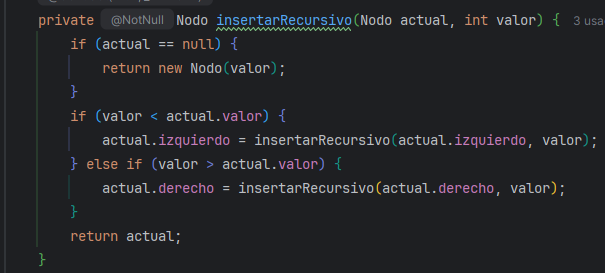 private @NotNull Nodo insertarRecursivo(Nodo actual, int valor) { 3 usa
if (actual == null) {
return new Nodo(valor);
}
if (valor < actual.valor) {
actual.izquierdo = insertarRecursivo(actual.izquierdo, valor);
} else if (valor > actual.valor) {
actual.derecho = insertarRecursivo(actual.derecho, valor);
}
return actual;
}